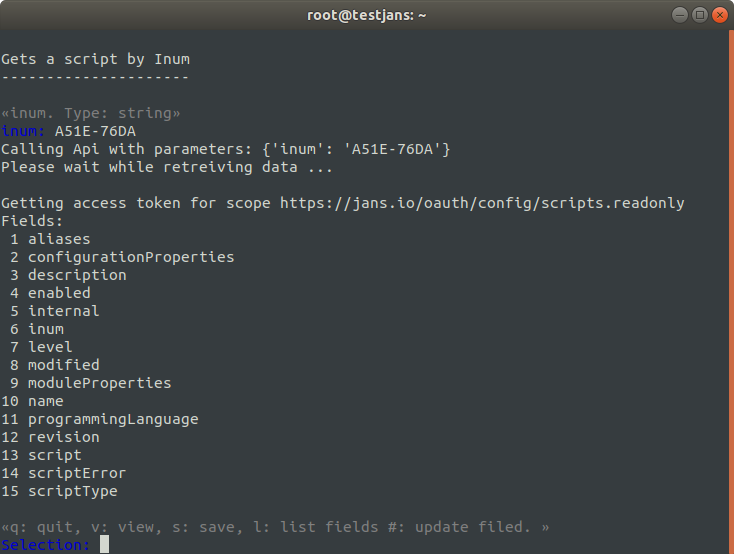 root@testjans: ~
Gets a script by Inum
---------------------
«inum. Type: string»
inum: A51E-76DA
Calling Api with parameters: {'inum': 'A51E-76DA'}
Please wait while retreiving data ...
Getting access token for scope https://jans.io/oauth/config/scripts.readonly
Fields:
1 aliases
2 configurationProperties
3 description
4 enabled
5 internal
6 inum
7 level
8 modified
9 moduleProperties
10 name
11 programmingLanguage
12 revision
13 script
14 scriptError
15 scriptType
«q: quit, v: view, s: save, l: list fields #: update filed. »
Selection: